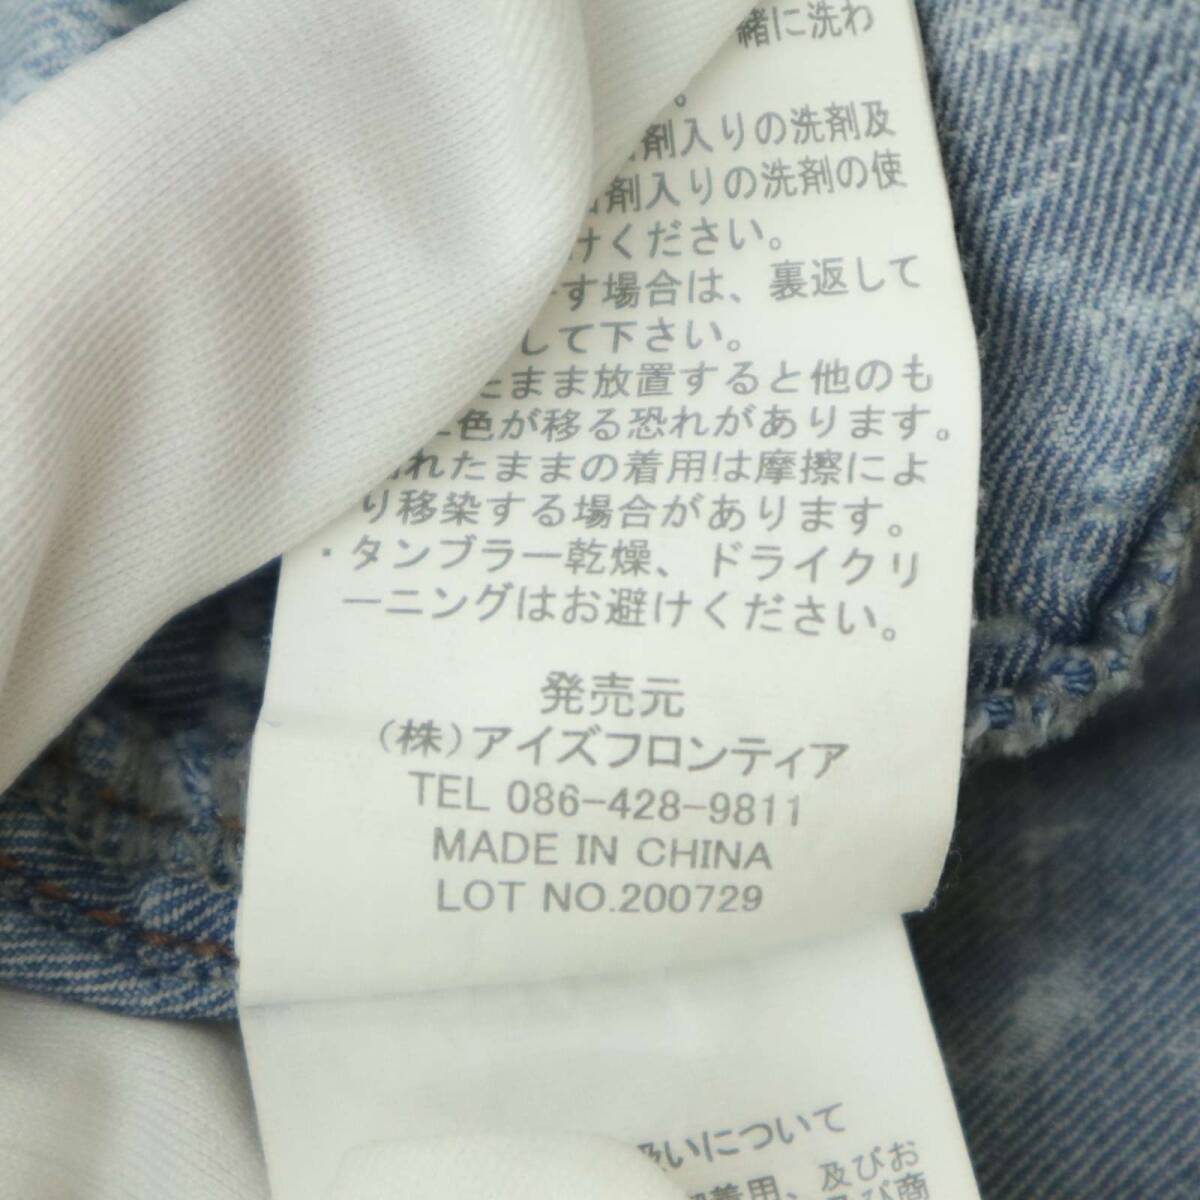 緒に洗わ
。
剤入りの洗剤及
剤入りの洗剤の使
けください。
す場合は、裏返して
して下さい。
たまま放置すると他のも
色が移る恐れがあります。
れたままの着用は摩擦によ
り移染する場合があります。
・タンブラー乾燥、ドライクリ
ーニングはお避けください。
発売元
(株)アイズフロンティア
TEL 086-428-9811
MADE IN CHINA
LOT NO.200729
扱いについて
着用、及びお
及び商